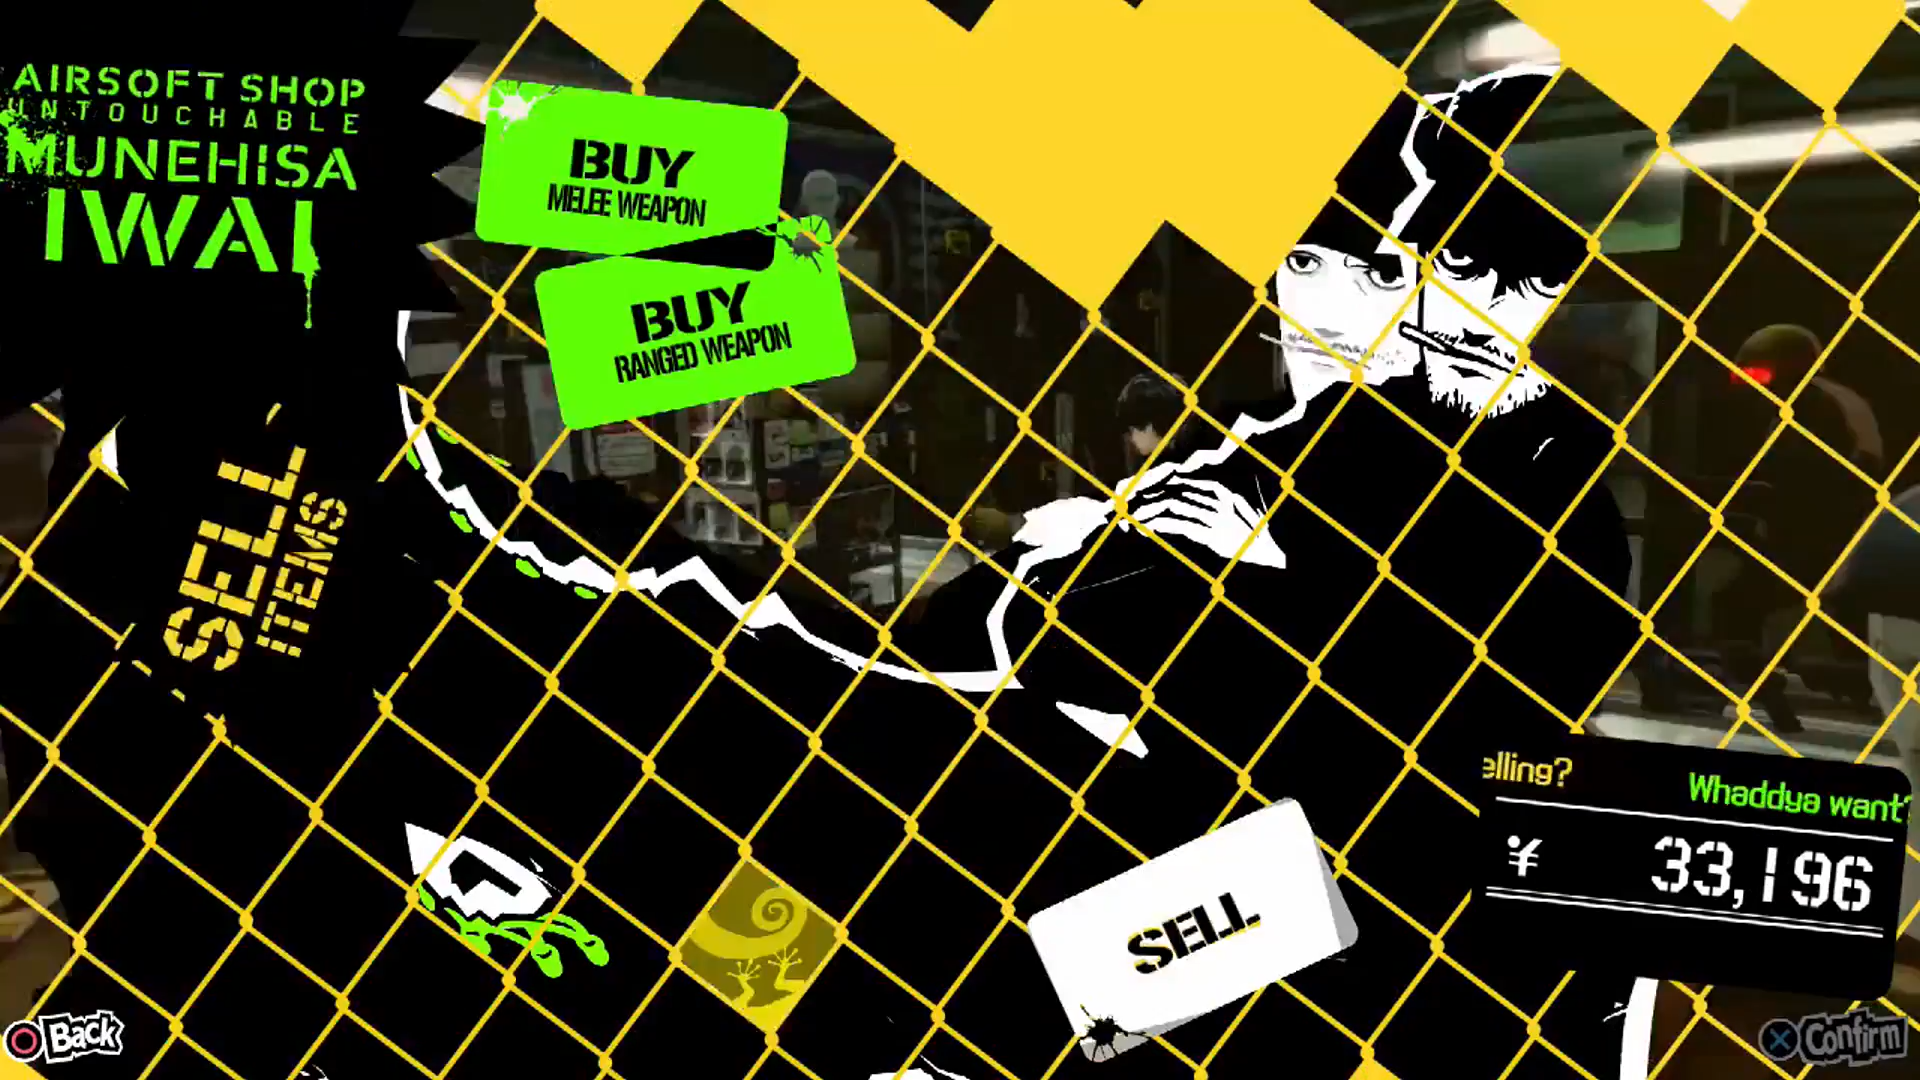 AIRSOFT SHOP
UNTOUCHABLE
MUNEHISA
IWAI
BUY
MELEE WEAPON
BUY
RANGED WEAPON
SELL
ITEMS
elling?
Whaddya want?
¥ 33,196
SELL
Back
Confirm